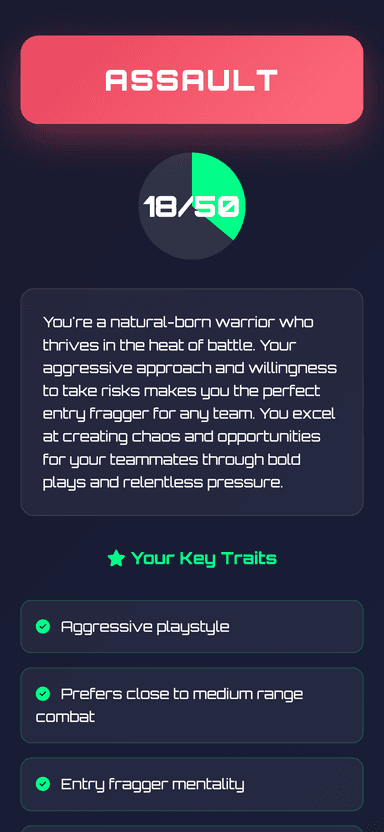 ASSAULT
18/50
You're a natural-born warrior who
thrives in the heat of battle. Your
aggressive approach and willingness
to take risks makes you the perfect
entry fragger for any team. You excel
at creating chaos and opportunities
for your teammates through bold
plays and relentless pressure.
Your Key Traits
Aggressive playstyle
Prefers close to medium range
combat
Entry fragger mentality